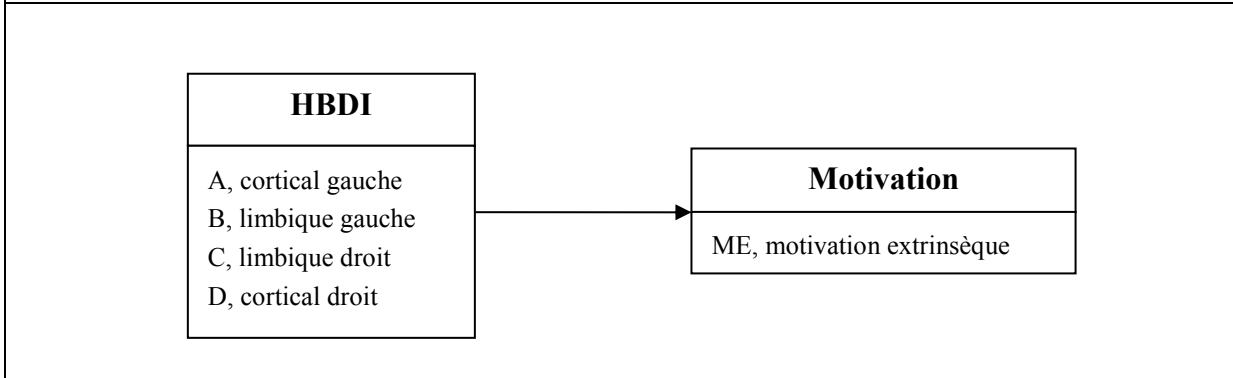 HBDI
A, cortical gauche
B, limbique gauche
C, limbique droit
D, cortical droit
Motivation
ME, motivation extrinsèque